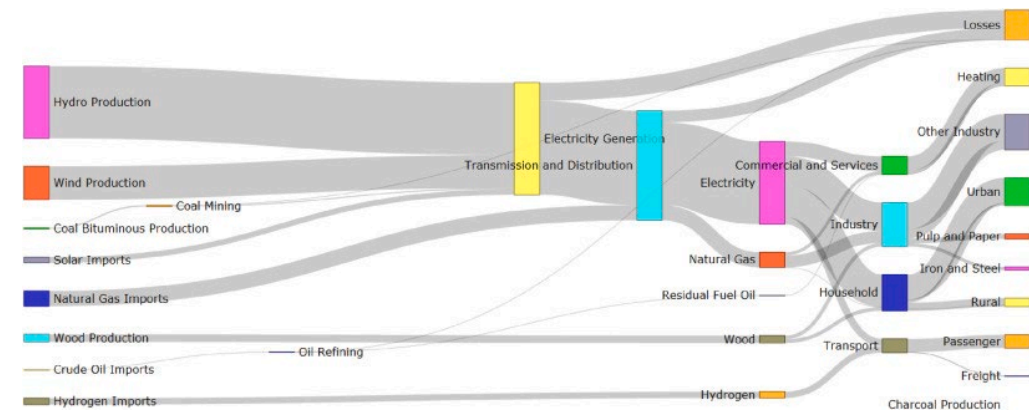 Losses
Heating
Hydro Production
Other Industry
Electricity Generation
Transmission and Distribution
Commercial and Services
Wind Production
Electricity
Urban
Coal Mining
Coal Bituminous Production
Industry
Pulp and Paper
Solar Imports
Natural Gas
Iron and Steel
Natural Gas Imports
Residual Fuel Oil
Household
Rural
Wood Production
Wood
Transport
Passenger
Oil Refining
Crude Oil Imports
Freight
Hydrogen Imports
Hydrogen
Charcoal Production